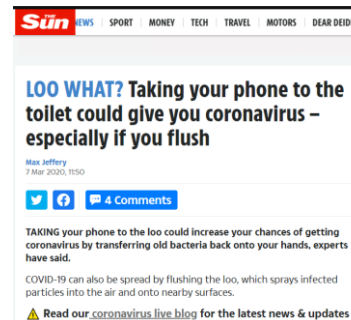 THE
Sun NEWS SPORT MONEY TECH TRAVEL MOTORS DEAR DEID
LOO WHAT? Taking your phone to the
toilet could give you coronavirus –
especially if you flush
Max Jeffery
7 Mar 2020, 11:50
4 Comments
TAKING your phone to the loo could increase your chances of getting
coronavirus by transferring old bacteria back onto your hands, experts
have said.
COVID-19 can also be spread by flushing the loo, which sprays infected
particles into the air and onto nearby surfaces.
Read our coronavirus live blog for the latest news & updates